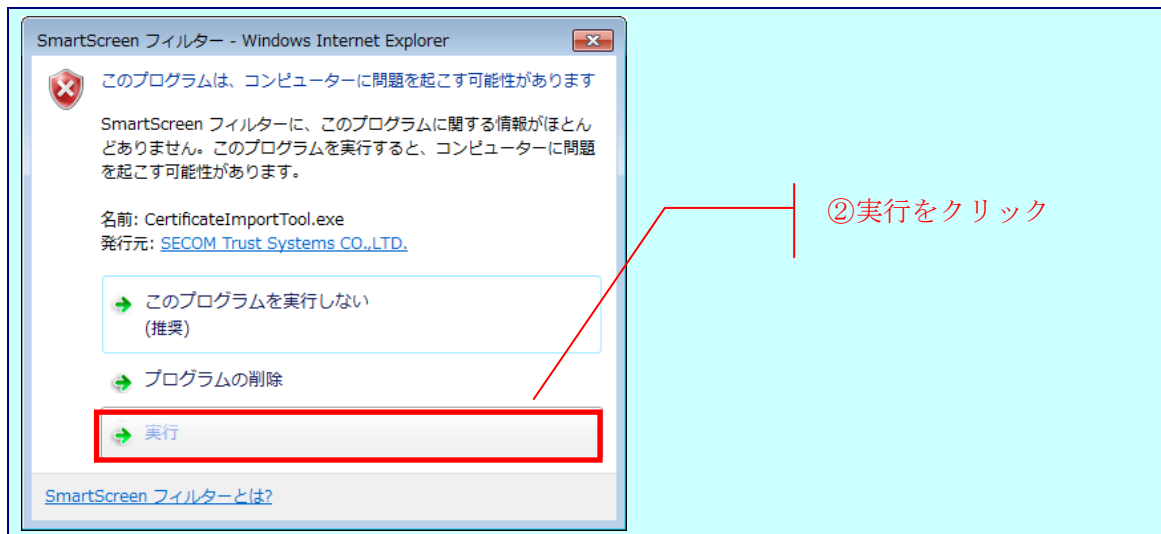 SmartScreen フィルター - Windows Internet Explorer
このプログラムは、コンピューターに問題を起こす可能性があります
SmartScreen フィルターに、このプログラムに関する情報がほとん
どありません。このプログラムを実行すると、コンピューターに問題
を起こす可能性があります。
名前: CertificateImportTool.exe
発行元: SECOM Trust Systems CO.,LTD.
このプログラムを実行しない
(推奨)
プログラムの削除
実行
SmartScreen フィルターとは?
②実行をクリック